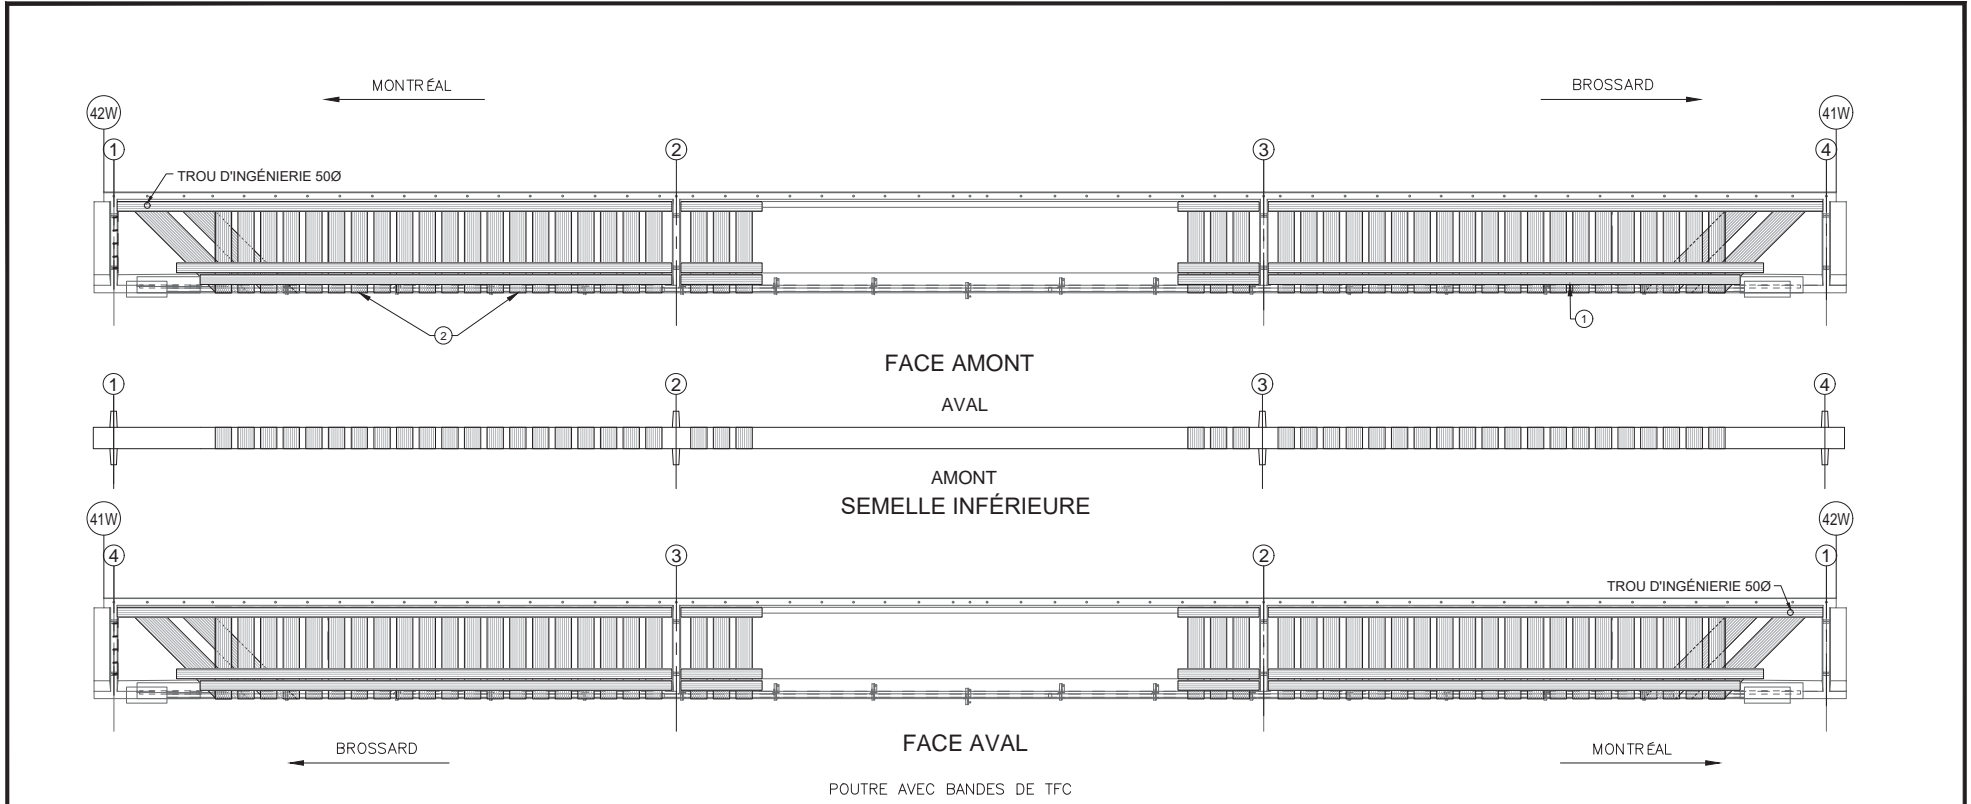 MONTRÉAL
BROSSARD
42W
41W
1
2
3
4
TROU D'INGÉNIERIE 50Ø
2
1
FACE AMONT
1
2
3
4
AVAL
AMONT
SEMELLE INFÉRIEURE
41W
42W
4
3
2
1
TROU D'INGÉNIERIE 50Ø
FACE AVAL
BROSSARD
MONTRÉAL
POUTRE AVEC BANDES DE TFC